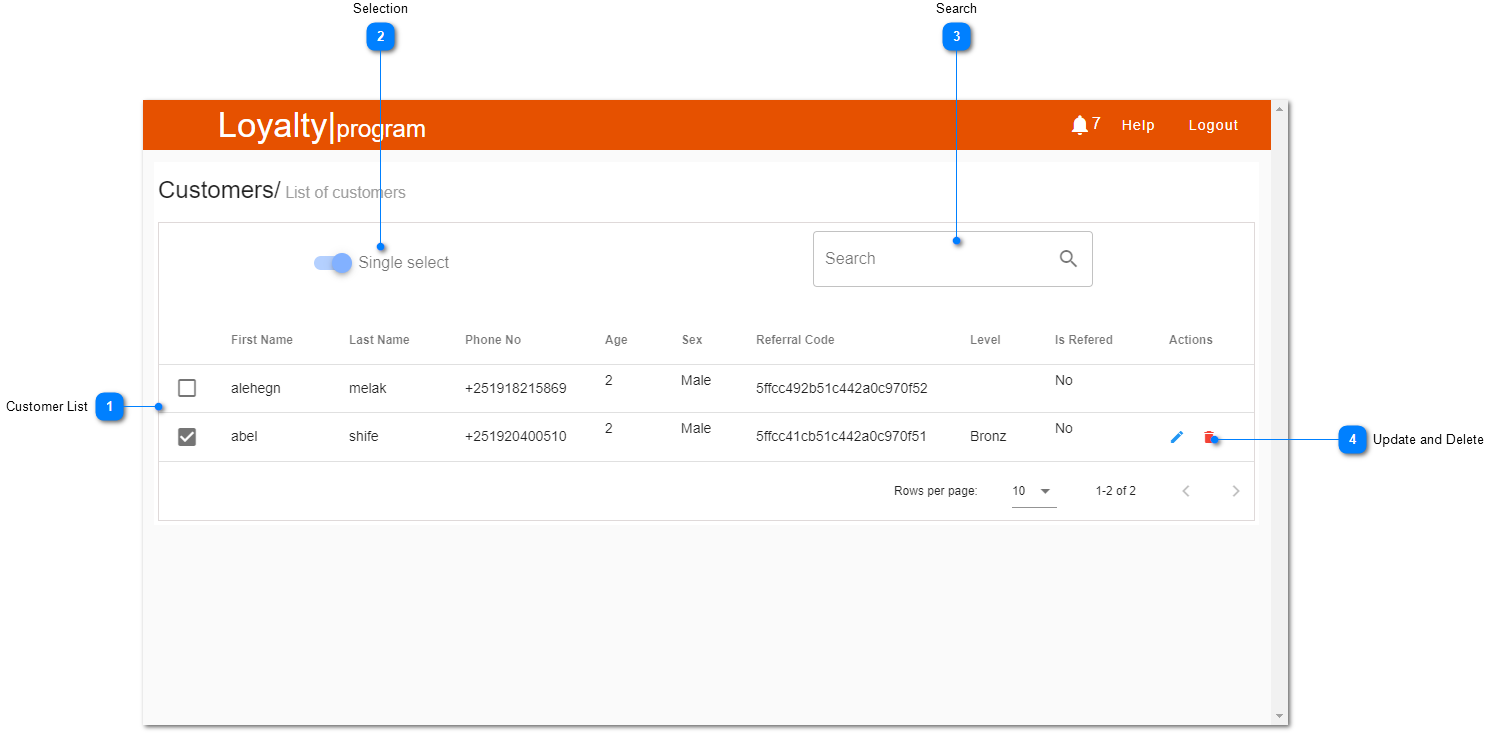 Selection
Search
2
3
Loyalty|program
7 Help Logout
Customers/ List of customers
Single select
Search
First Name Last Name Phone No Age Sex Referral Code Level Is Refered Actions
alehegn melak +251918215869 2 Male 5ffcc492b51c442a0c970f52 No
Customer List 1
abel shife +251920400510 2 Male 5ffcc41cb51c442a0c970f51 Bronz No
4 Update and Delete
Rows per page: 10 1-2 of 2